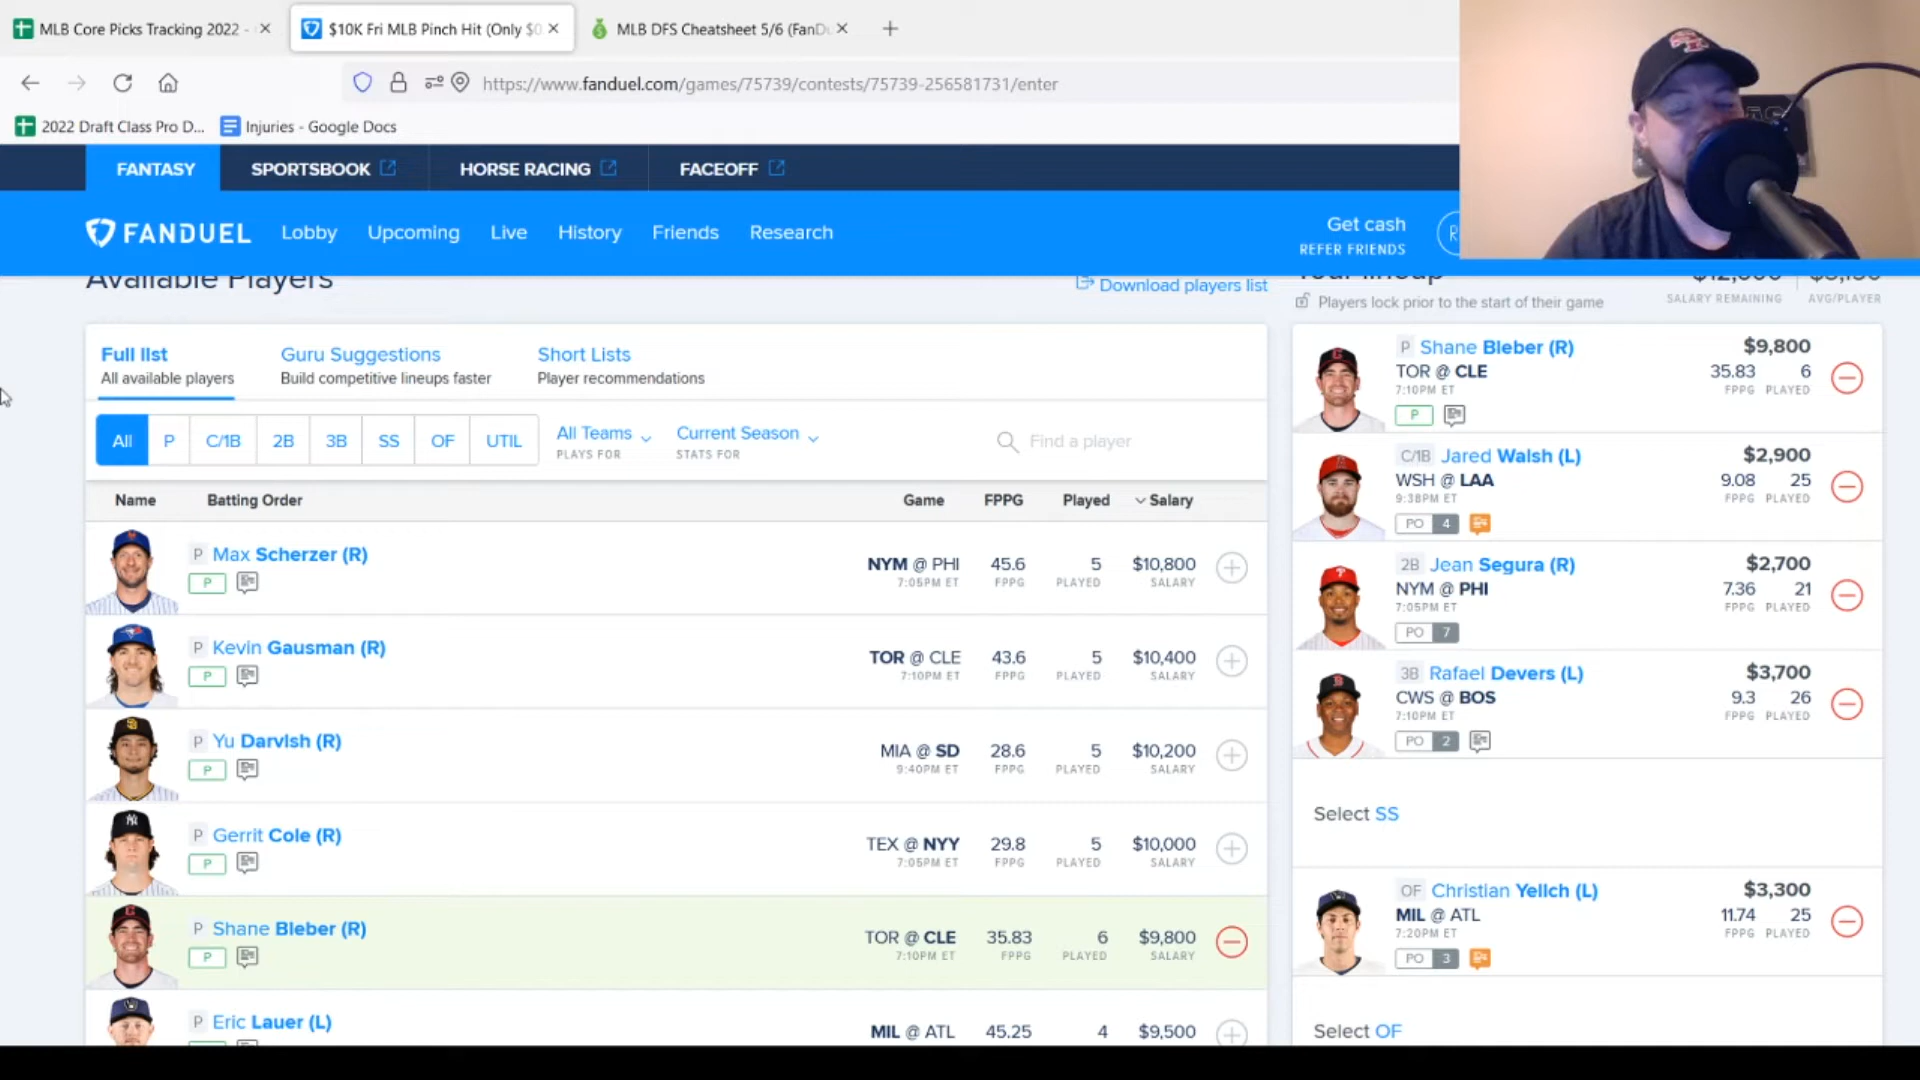 MLB Core Picks Tracking 2022 -
$10K Fri MLB Pinch Hit (Only $0
MLB DFS Cheatsheet 5/6 (FanDu
https://www.fanduel.com/games/75739/contests/75739-256581731/enter
2022 Draft Class Pro D...
Injuries - Google Docs
FANTASY
SPORTSBOOK
HORSE RACING
FACEOFF
FANDUEL
Lobby
Upcoming
Live
History
Friends
Research
Get cash
REFER FRIENDS
R
Available Players
Download players list
Your lineup
Players lock prior to the start of their game
SALARY REMAINING
AVG/PLAYER
Full list
All available players
Guru Suggestions
Build competitive lineups faster
Short Lists
Player recommendations
All
P
C/1B
2B
3B
SS
OF
UTIL
All Teams
PLAYS FOR
Current Season
STATS FOR
Find a player
Name
Batting Order
Game
FPPG
Played
Salary
P Max Scherzer (R)
P
NYM @ PHI
7:05PM ET
45.6
FPPG
5
PLAYED
$10,800
SALARY
P Kevin Gausman (R)
P
TOR @ CLE
7:10PM ET
43.6
FPPG
5
PLAYED
$10,400
SALARY
P Yu Darvish (R)
P
MIA @ SD
9:40PM ET
28.6
FPPG
5
PLAYED
$10,200
SALARY
P Gerrit Cole (R)
P
TEX @ NYY
7:05PM ET
29.8
FPPG
5
PLAYED
$10,000
SALARY
P Shane Bieber (R)
P
TOR @ CLE
7:10PM ET
35.83
FPPG
6
PLAYED
$9,800
SALARY
P Eric Lauer (L)
MIL @ ATL
45.25
4
$9,500
P Shane Bieber (R)
$9,800
TOR @ CLE
7:10PM ET
35.83
FPPG
6
PLAYED
P
C/1B Jared Walsh (L)
$2,900
WSH @ LAA
9:38PM ET
9.08
FPPG
25
PLAYED
PO 4
2B Jean Segura (R)
$2,700
NYM @ PHI
7:05PM ET
7.36
FPPG
21
PLAYED
PO 7
3B Rafael Devers (L)
$3,700
CWS @ BOS
7:10PM ET
9.3
FPPG
26
PLAYED
PO 2
Select SS
OF Christian Yelich (L)
$3,300
MIL @ ATL
7:20PM ET
11.74
FPPG
25
PLAYED
PO 3
Select OF